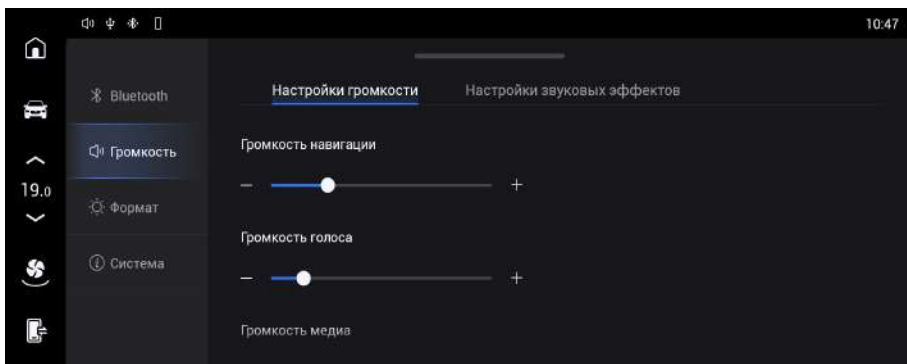 10:47
Bluetooth
Настройки громкости
Настройки звуковых эффектов
Громкость
Громкость навигации
19.0
Формат
Громкость голоса
Система
Громкость медиа